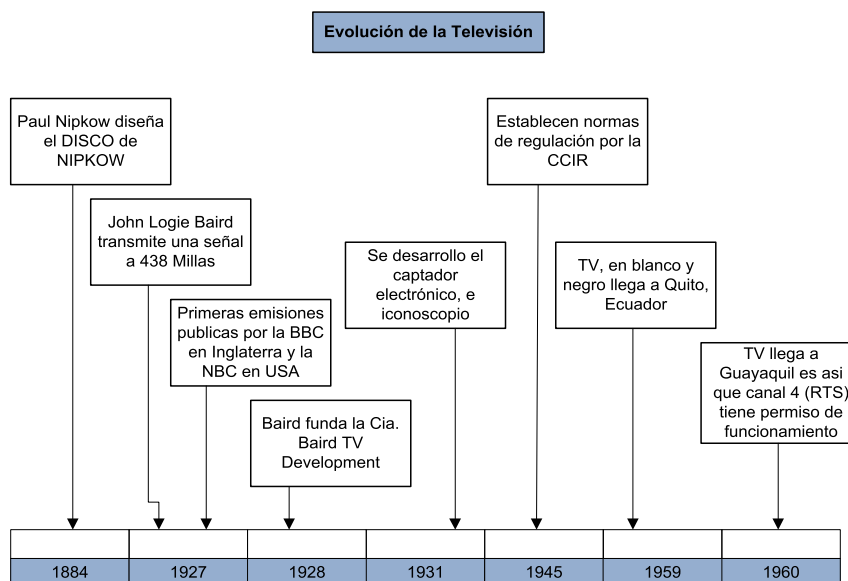 Evolución de la Televisión
Paul Nipkow diseña
el DISCO de
NIPKOW
John Logie Baird
transmite una señal
a 438 Millas
Primeras emisiones
publicas por la BBC
en Inglaterra y la
NBC en USA
Baird funda la Cia.
Baird TV
Development
Se desarrollo el
captador
electrónico, e
iconoscopio
Establecen normas
de regulación por la
CCIR
TV, en blanco y
negro llega a Quito,
Ecuador
TV llega a
Guayaquil es asi
que canal 4 (RTS)
tiene permiso de
funcionamiento
1884 1927 1928 1931 1945 1959 1960